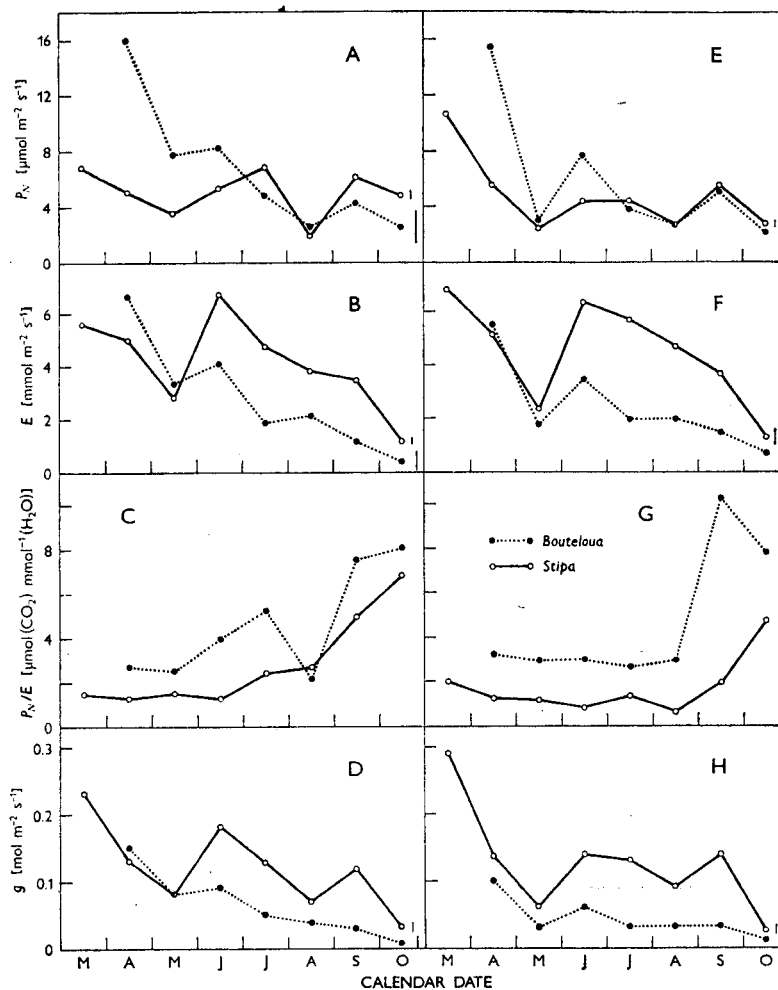 A
E
16
12
8
4
0
P_N [μmol m⁻² s⁻¹]
B
F
6
4
2
0
E [mmol m⁻² s⁻¹]
C
G
8
4
0
P_N/E [μmol (CO₂) mmol⁻¹ (H₂O)]
Bouteloua
Stipa
D
H
0.3
0.2
0.1
0
g [mol m⁻² s⁻¹]
M A M J J A S O
M A M J J A S O
CALENDAR DATE